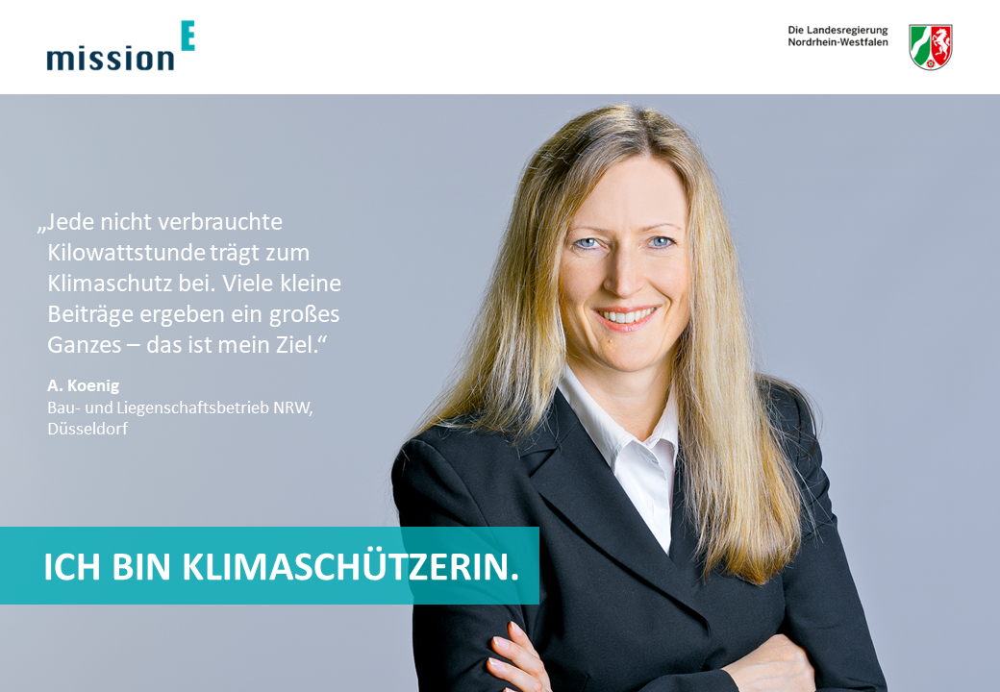 mission E
Die Landesregierung
Nordrhein-Westfalen
„Jede nicht verbrauchte
Kilowattstunde trägt zum
Klimaschutz bei. Viele kleine
Beiträge ergeben ein großes
Ganzes – das ist mein Ziel.“
A. Koenig
Bau- und Liegenschaftsbetrieb NRW,
Düsseldorf
ICH BIN KLIMASCHÜTZERIN.